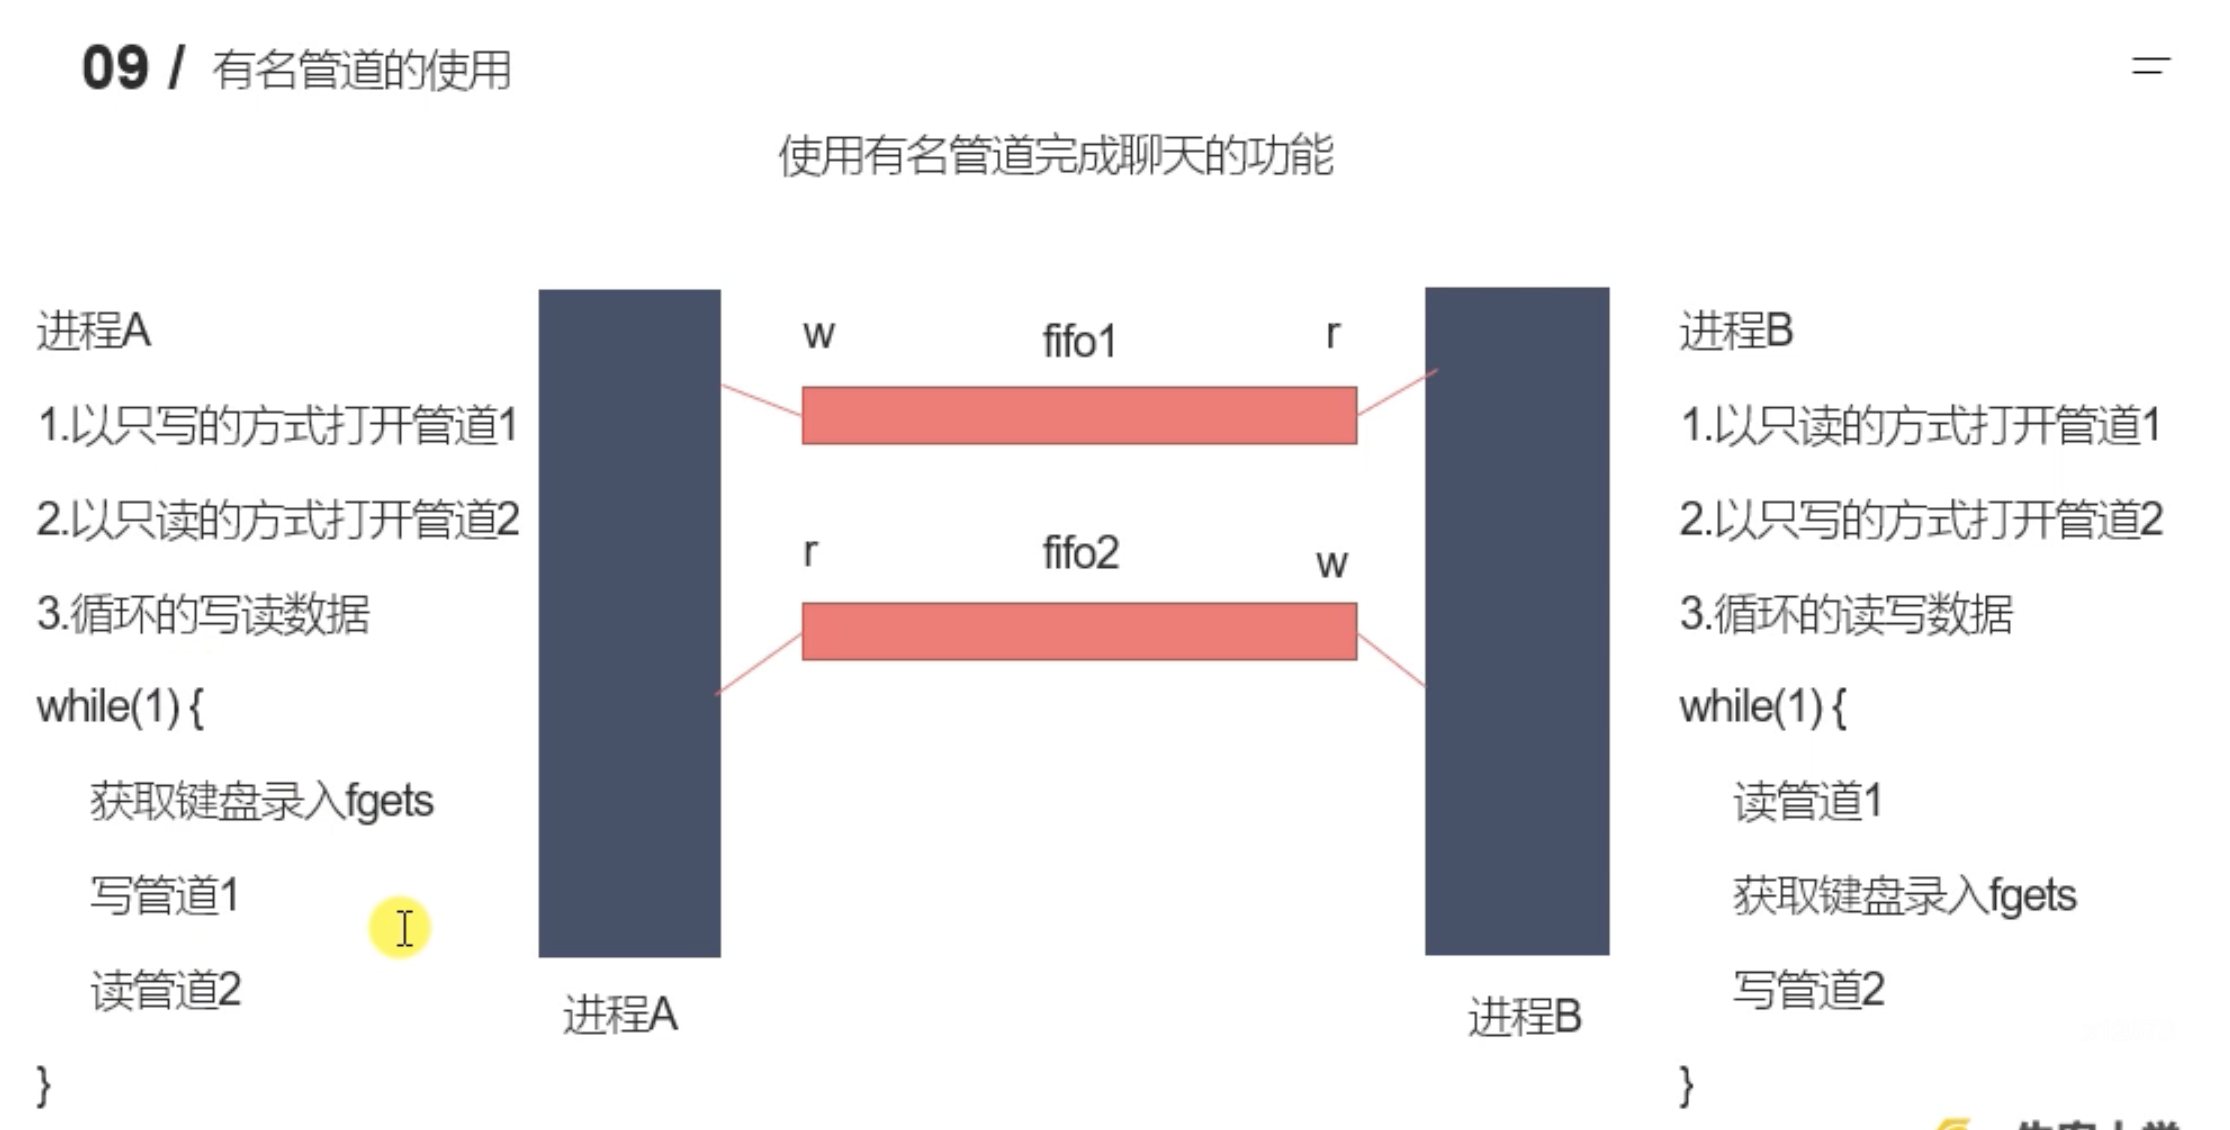 09 / 有名管道的使用
使用有名管道完成聊天的功能
进程A
1.以只写的方式打开管道1
2.以只读的方式打开管道2
3.循环的写读数据
while(1) {
获取键盘录入fgets
写管道1
读管道2
}
w fifo1 r
r fifo2 w
进程A
进程B
进程B
1.以只读的方式打开管道1
2.以只写的方式打开管道2
3.循环的读写数据
while(1) {
读管道1
获取键盘录入fgets
写管道2
}